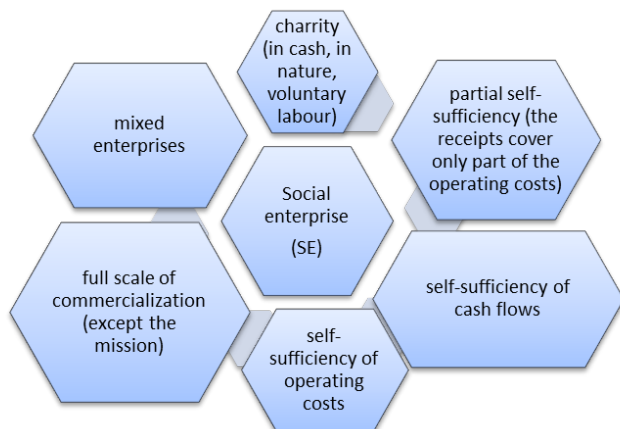 charrity
(in cash, in
nature,
voluntary
labour)
partial self-
sufficiency (the
receipts cover
only part of the
operating costs)
self-sufficiency of
cash flows
self-
sufficiency of
operating
costs
full scale of
commercialization
(except the
mission)
mixed
enterprises
Social
enterprise
(SE)